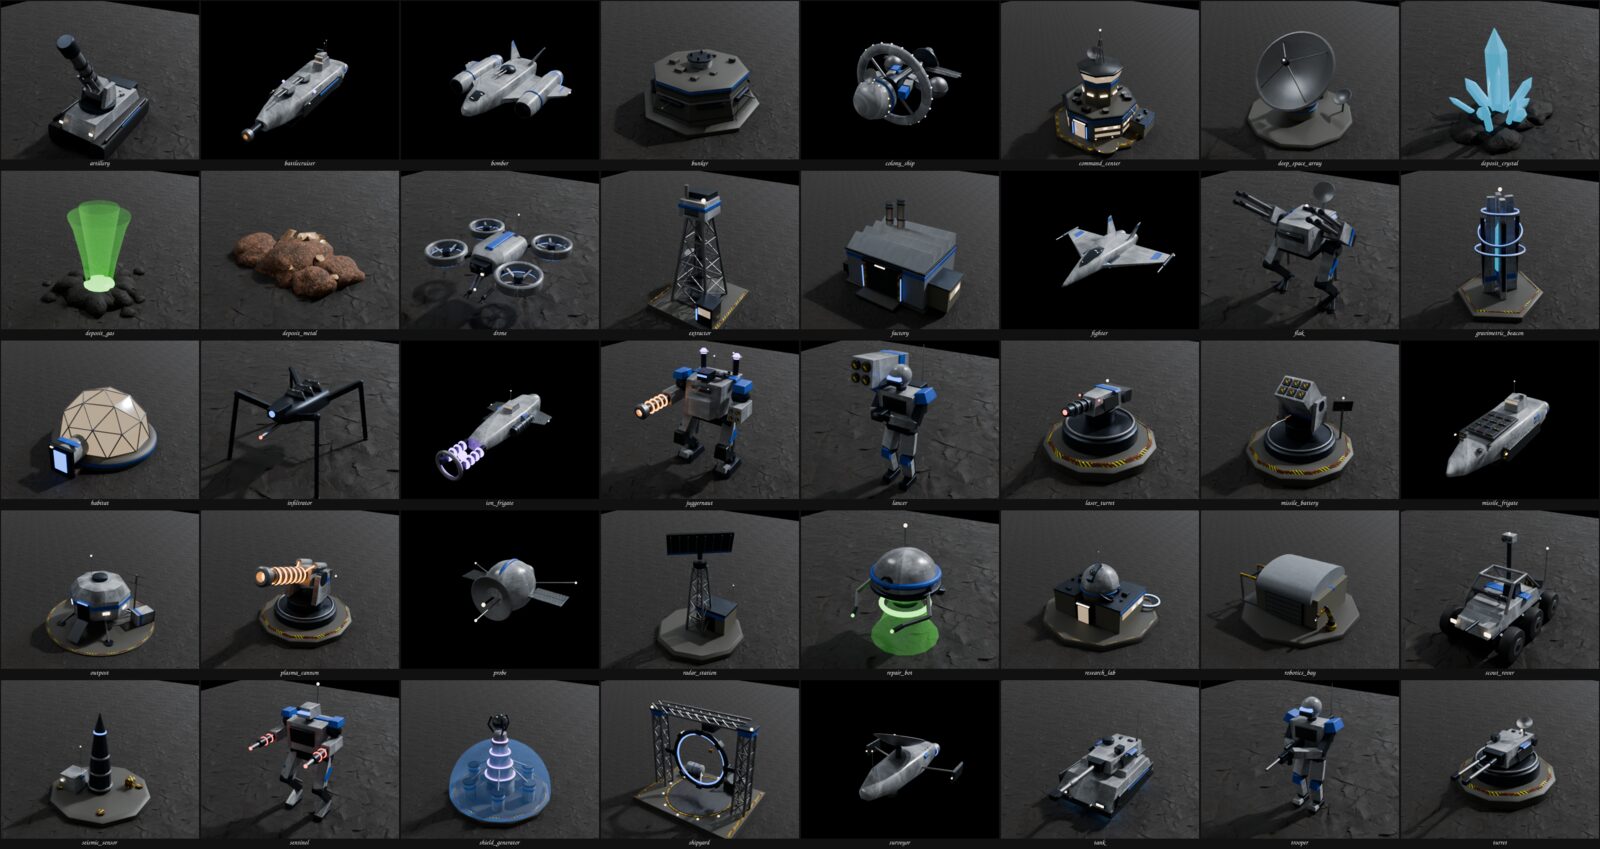 artillery
battlecruiser
bomber
bunker
colony_ship
command_center
deep_space_array
deposit_crystal
deposit_gas
deposit_metal
drone
extractor
factory
fighter
flak
gravimetric_beacon
habitat
infiltrator
ion_frigate
juggernaut
lancer
laser_turret
missile_battery
missile_frigate
outpost
plasma_cannon
probe
radar_station
repair_bot
research_lab
robotics_bay
scout_rover
seismic_sensor
sentinel
shield_generator
shipyard
surveyor
tank
trooper
turret